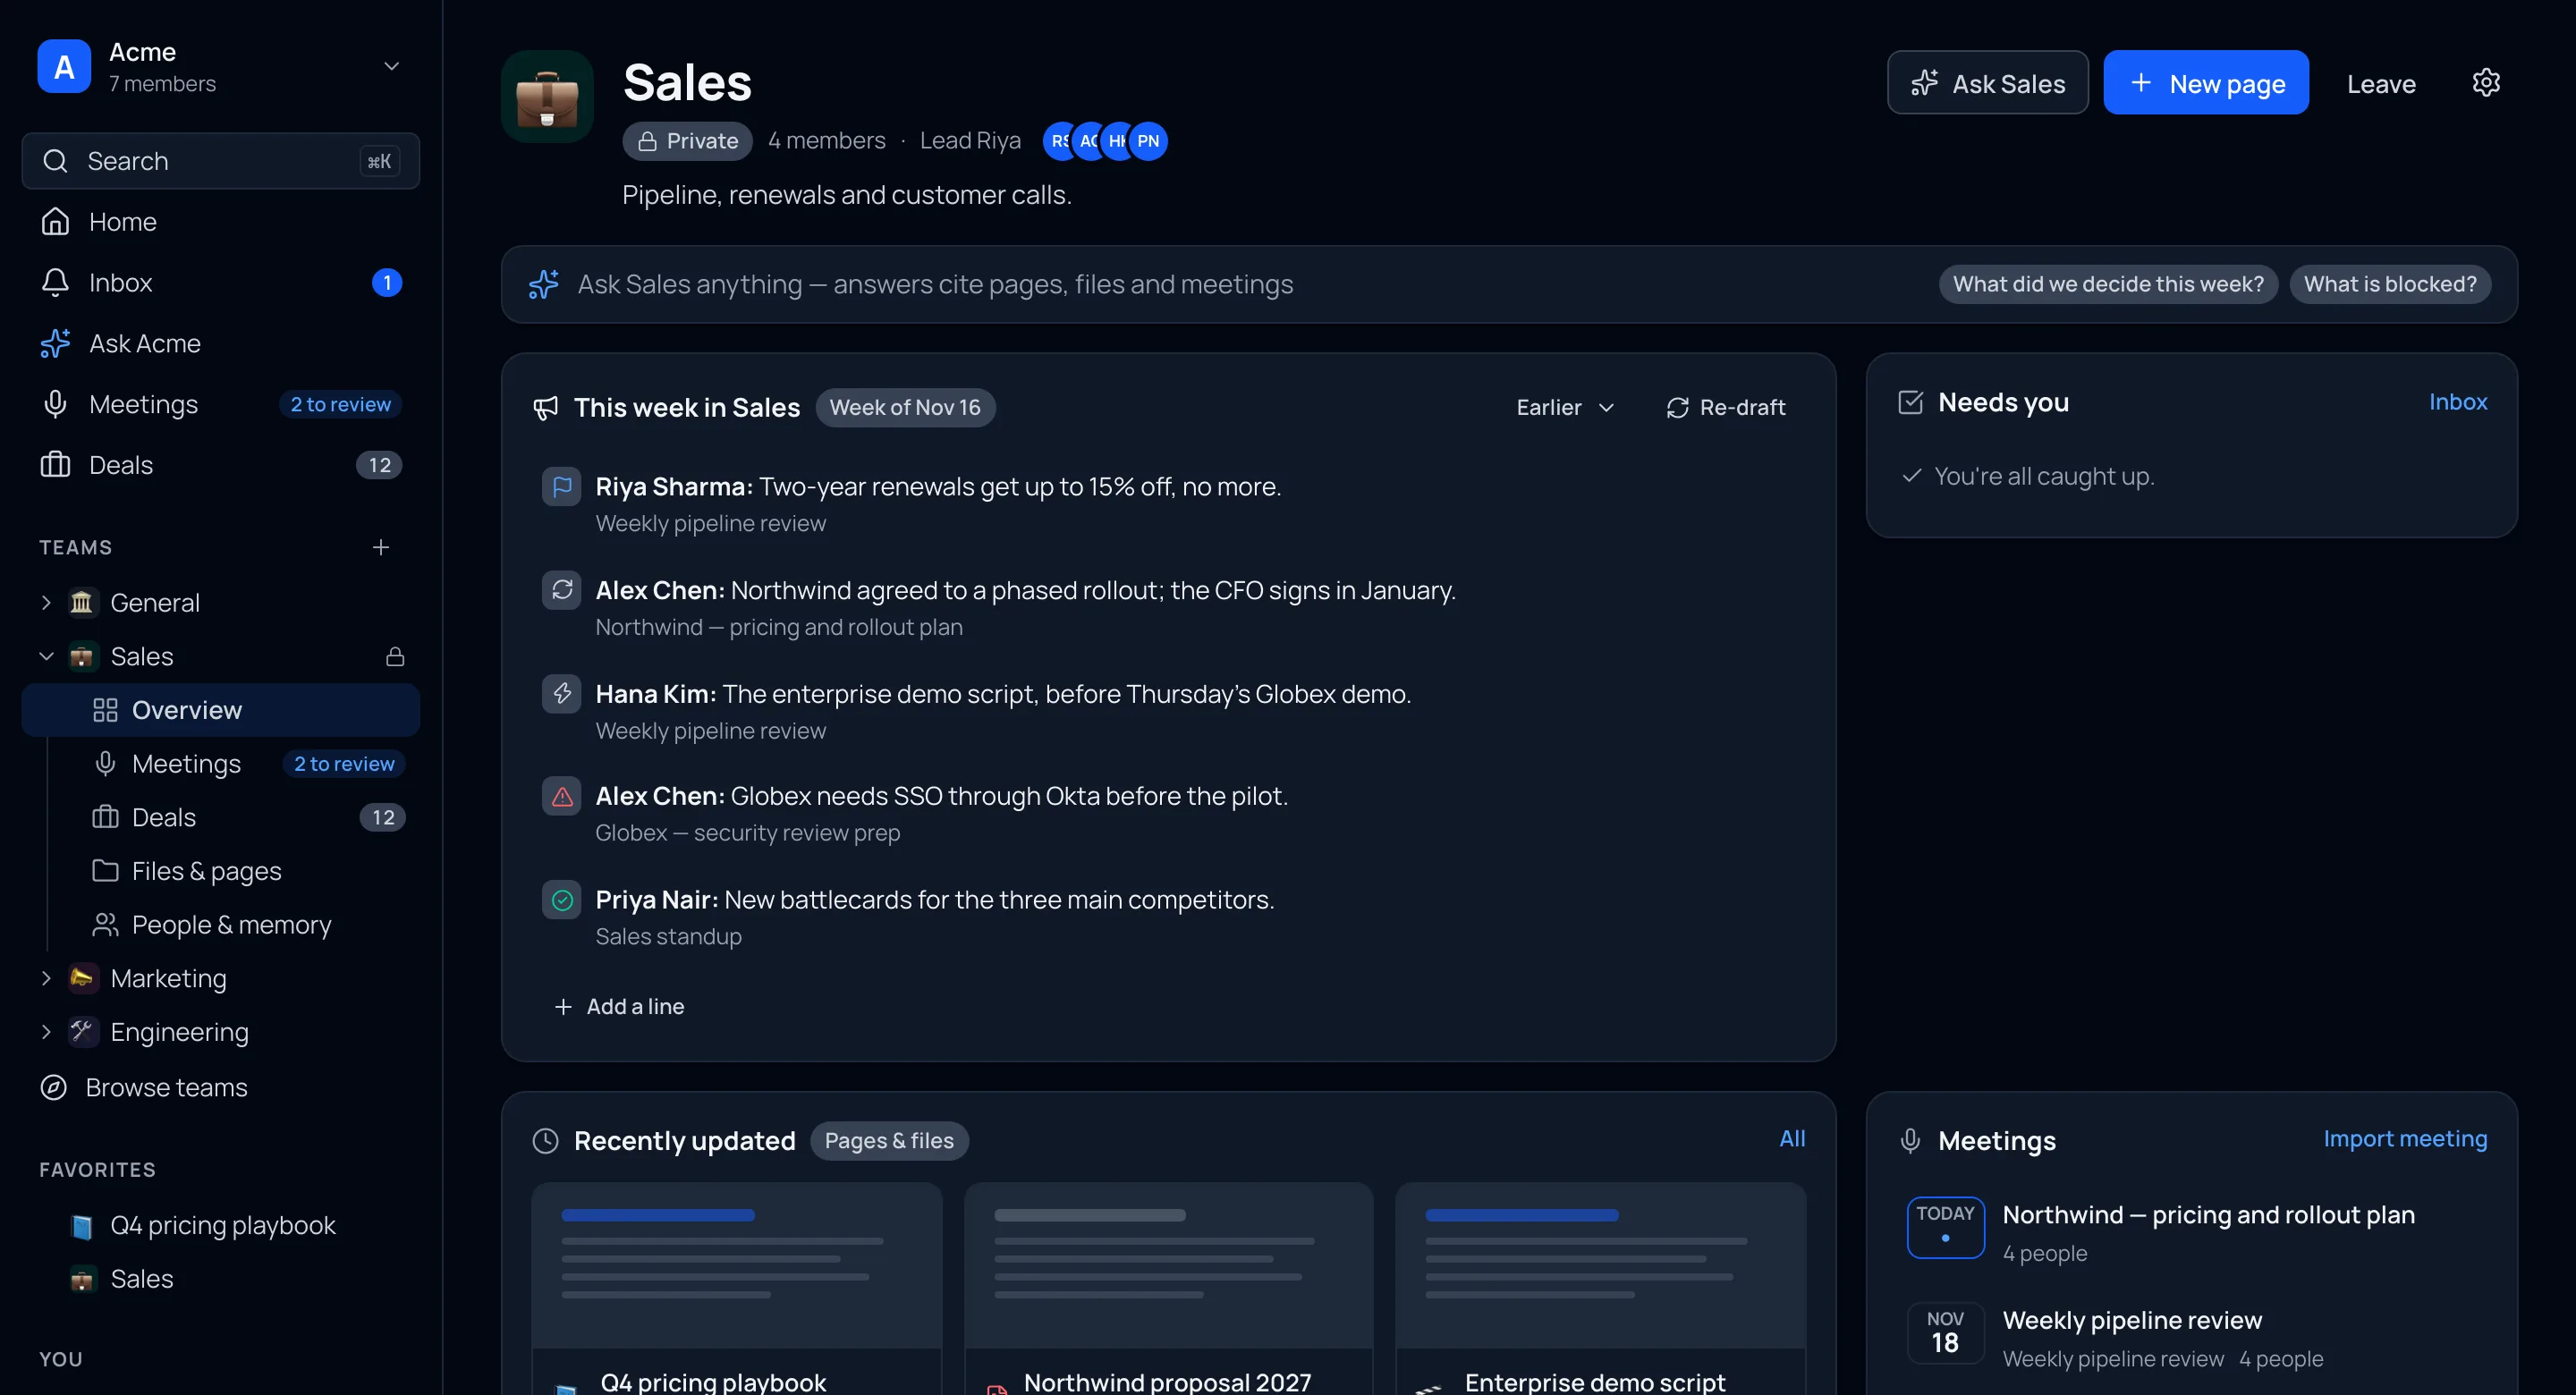 A
Acme
7 members
Search
⌘K
Home
Inbox
1
Ask Acme
Meetings
2 to review
Deals
12
TEAMS
General
Sales
Overview
Meetings
2 to review
Deals
12
Files & pages
People & memory
Marketing
Engineering
Browse teams
FAVORITES
Q4 pricing playbook
Sales
YOU
Sales
Private
4 members · Lead Riya
PN
Pipeline, renewals and customer calls.
Ask Sales
New page
Leave
Ask Sales anything — answers cite pages, files and meetings
What did we decide this week?
What is blocked?
This week in Sales
Week of Nov 16
Earlier
Re-draft
Riya Sharma: Two-year renewals get up to 15% off, no more.
Weekly pipeline review
Alex Chen: Northwind agreed to a phased rollout; the CFO signs in January.
Northwind — pricing and rollout plan
Hana Kim: The enterprise demo script, before Thursday’s Globex demo.
Weekly pipeline review
Alex Chen: Globex needs SSO through Okta before the pilot.
Globex — security review prep
Priya Nair: New battlecards for the three main competitors.
Sales standup
Add a line
Needs you
Inbox
You're all caught up.
Recently updated
Pages & files
All
Q4 pricing playbook
Northwind proposal 2027
Enterprise demo script
Meetings
Import meeting
TODAY
Northwind — pricing and rollout plan
4 people
NOV
18
Weekly pipeline review
Weekly pipeline review 4 people